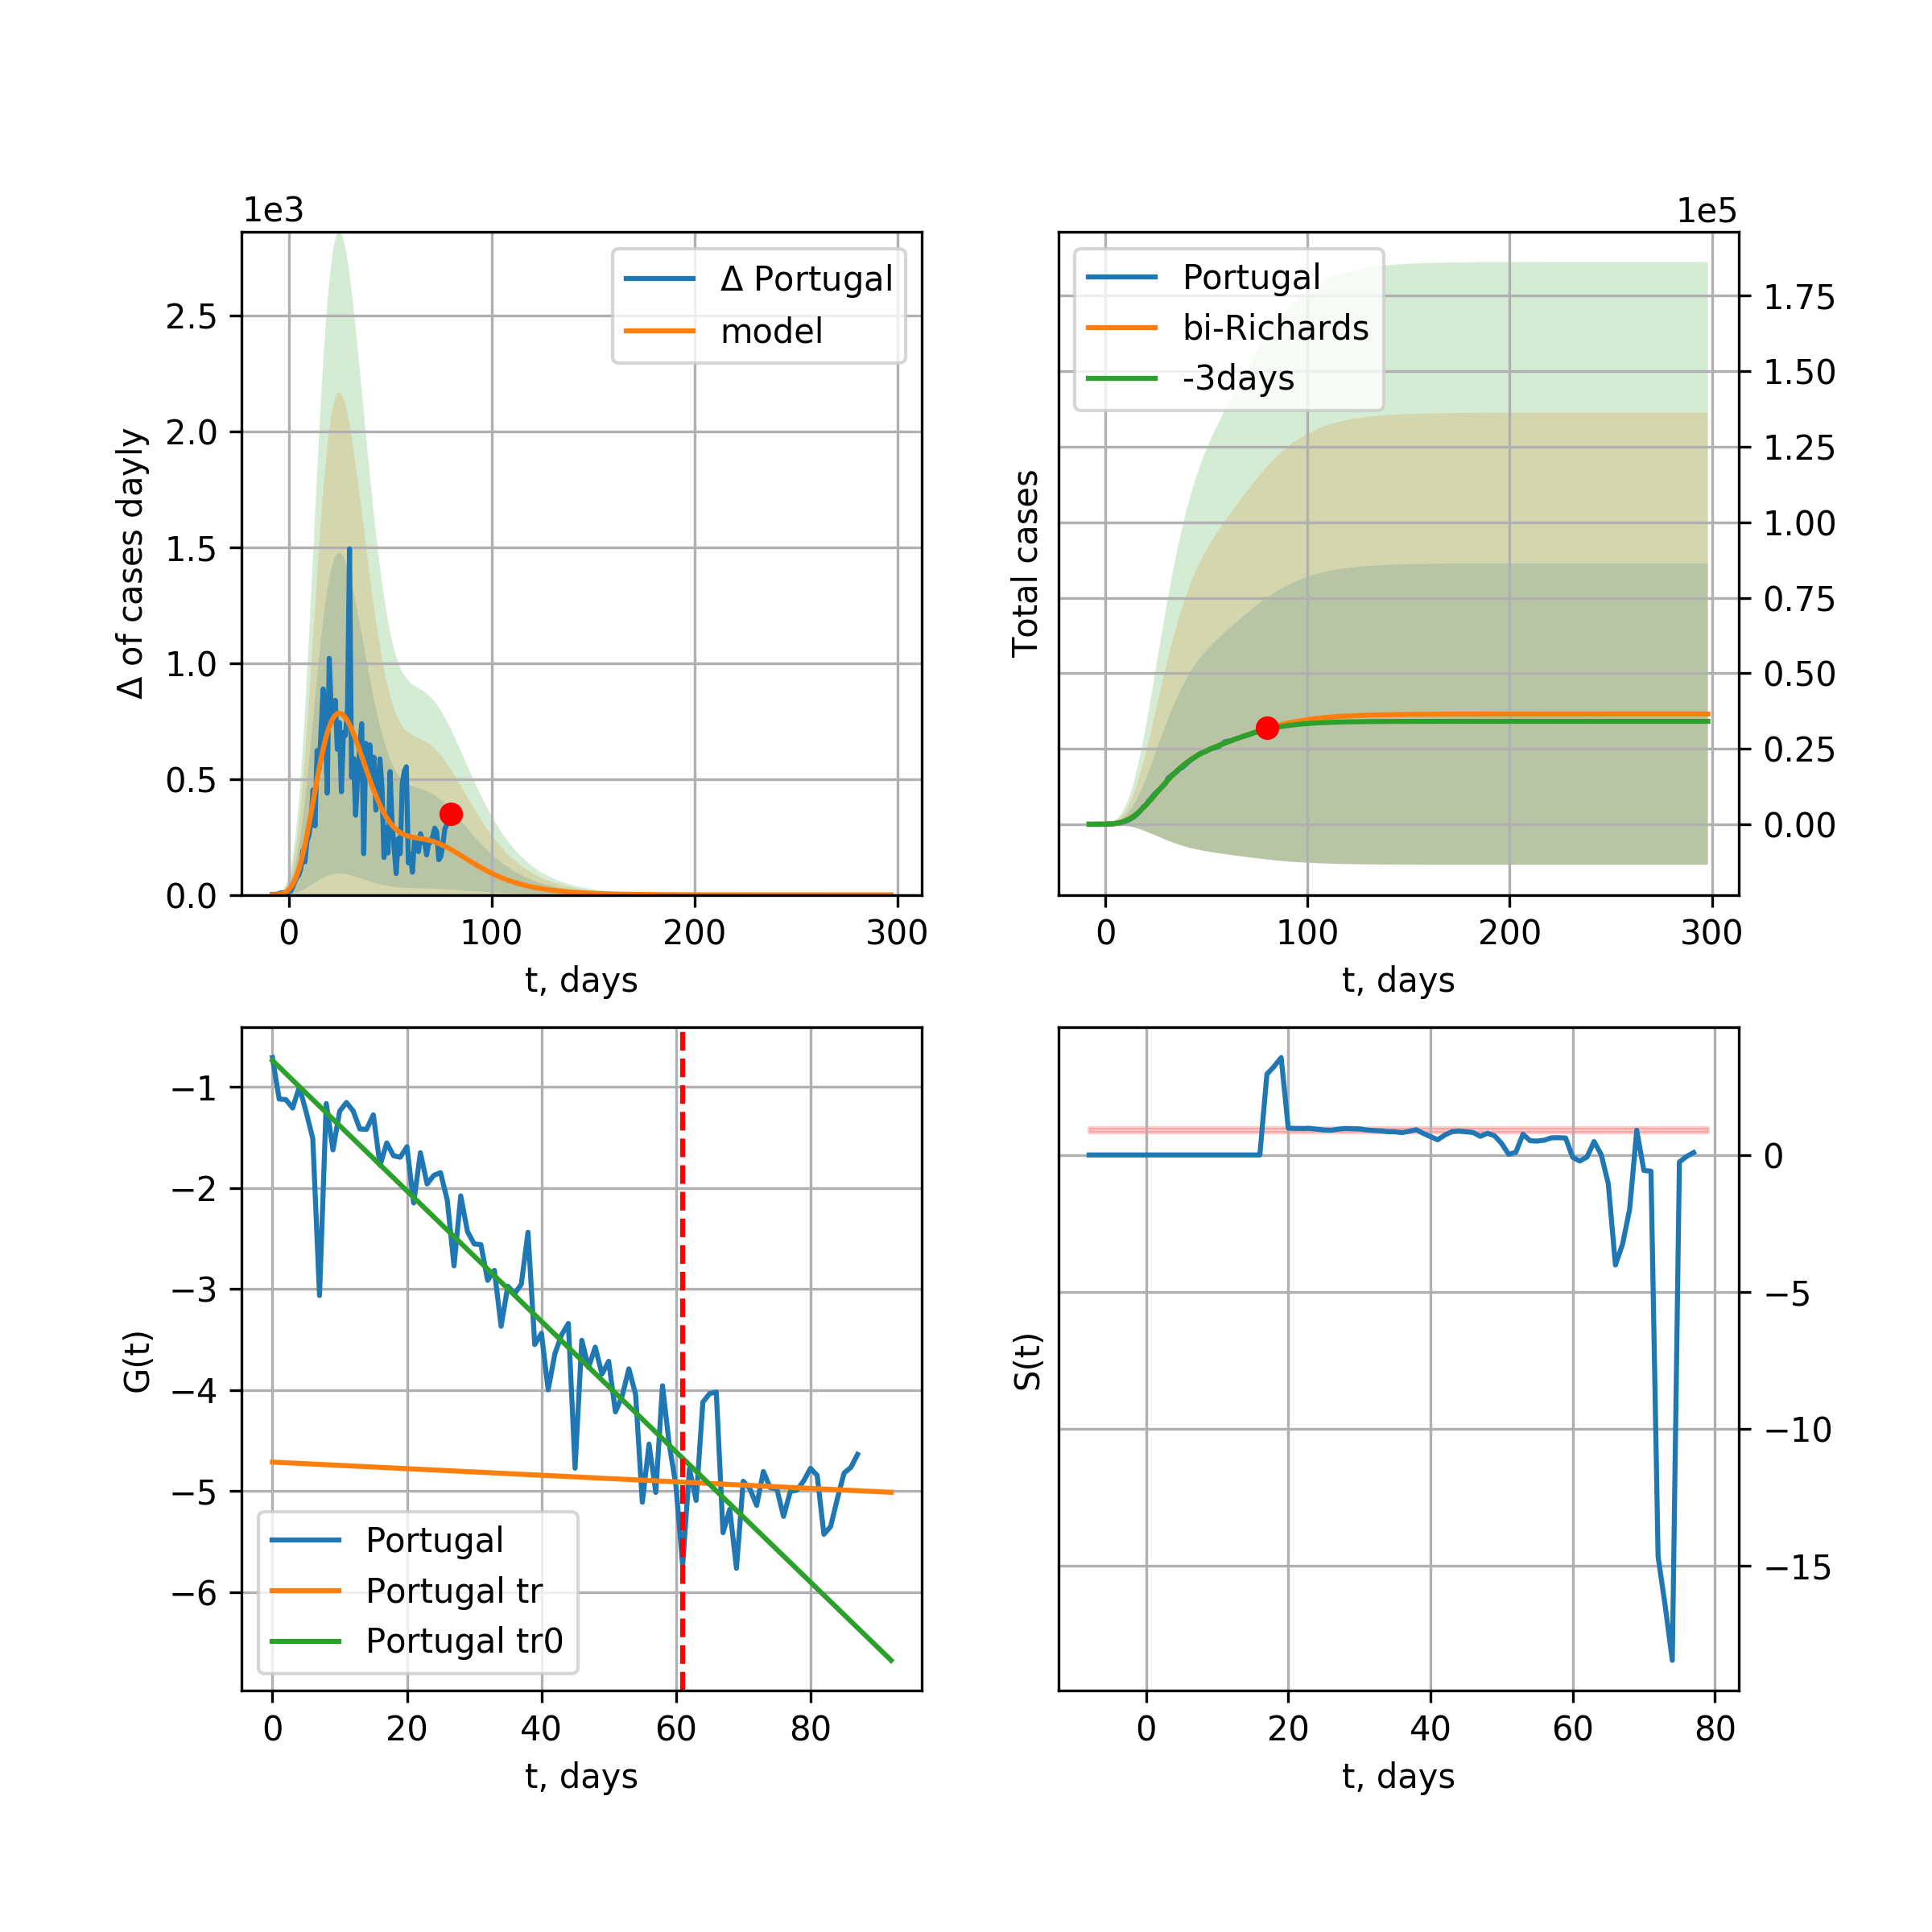 1e3
Δ Portugal
model
2.5
2.0
1.5
1.0
0.5
0.0
Δ of cases dayly
0
100
200
300
t, days
1e5
Portugal
bi-Richards
-3days
Total cases
1.75
1.50
1.25
1.00
0.75
0.50
0.25
0.00
0
100
200
300
t, days
−1
−2
−3
−4
−5
−6
G(t)
Portugal
Portugal tr
Portugal tr0
0
20
40
60
80
t, days
S(t)
0
−5
−10
−15
0
20
40
60
80
t, days